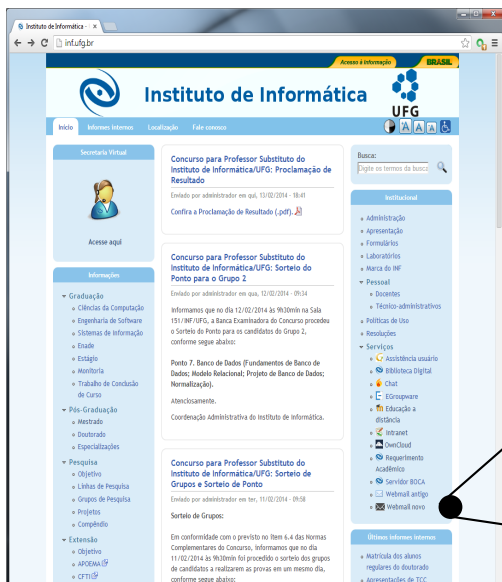 Instituto de Informática
inf.ufg.br
Acesso à Informação
BRASIL
Instituto de Informática
UFG
Início Informes Internos Localização Fale conosco
A A A
Secretaria Virtual
Acesse aqui
Informações
Graduação
Ciências da Computação
Engenharia de Software
Sistemas de Informação
Enade
Estágio
Monitoria
Trabalho de Conclusão
de Curso
Pós-Graduação
Mestrado
Doutorado
Especializações
Pesquisa
Objetivo
Linhas de Pesquisa
Grupos de Pesquisa
Projetos
Compêndio
Extensão
Objetivo
APOEMA
CFTI
Concurso para Professor Substituto do
Instituto de Informática/UFG: Proclamação de
Resultado
Enviado por administrador em qui, 13/02/2014 - 18:41
Confira a Proclamação de Resultado (.pdf).
Concurso para Professor Substituto do
Instituto de Informática/UFG: Sorteio do
Ponto para o Grupo 2
Enviado por administrador em qua, 12/02/2014 - 09:34
Informamos que no dia 12/02/2014 às 9h30min na Sala
151/INF/UFG, a Banca Examinadora do Concurso procedeu
o Sorteio do Ponto para os candidatos do Grupo 2,
conforme segue abaixo:
Ponto 7. Banco de Dados (Fundamentos de Banco de
Dados; Modelo Relacional; Projeto de Banco de Dados;
Normalização).
Atenciosamente.
Coordenação Administrativa do Instituto de Informática.
Concurso para Professor Substituto do
Instituto de Informática/UFG: Sorteio de
Grupos e Sorteio de Ponto
Enviado por administrador em ter, 11/02/2014 - 09:58
Sorteio de Grupos:
Em conformidade com o previsto no item 6.4 das Normas
Complementares do Concurso, informamos que no dia
11/02/2014 às 9h30min foi procedido o sorteio dos grupos
de candidatos a realizarem as provas em um mesmo dia,
conforme segue abaixo:
Busca:
Digite os termos da busca
Institucional
Administração
Apresentação
Formulários
Laboratórios
Marca do INF
Pessoal
Docentes
Técnico-administrativos
Políticas de Uso
Resoluções
Serviços
Assistência usuário
Biblioteca Digital
Chat
EGroupware
Educação a
distância
Intranet
OwnCloud
Requerimento
Acadêmico
Servidor BOCA
Webmail antigo
Webmail novo
Últimos informes internos
Matrícula dos alunos
regulares do doutorado
Apresentações de TCC